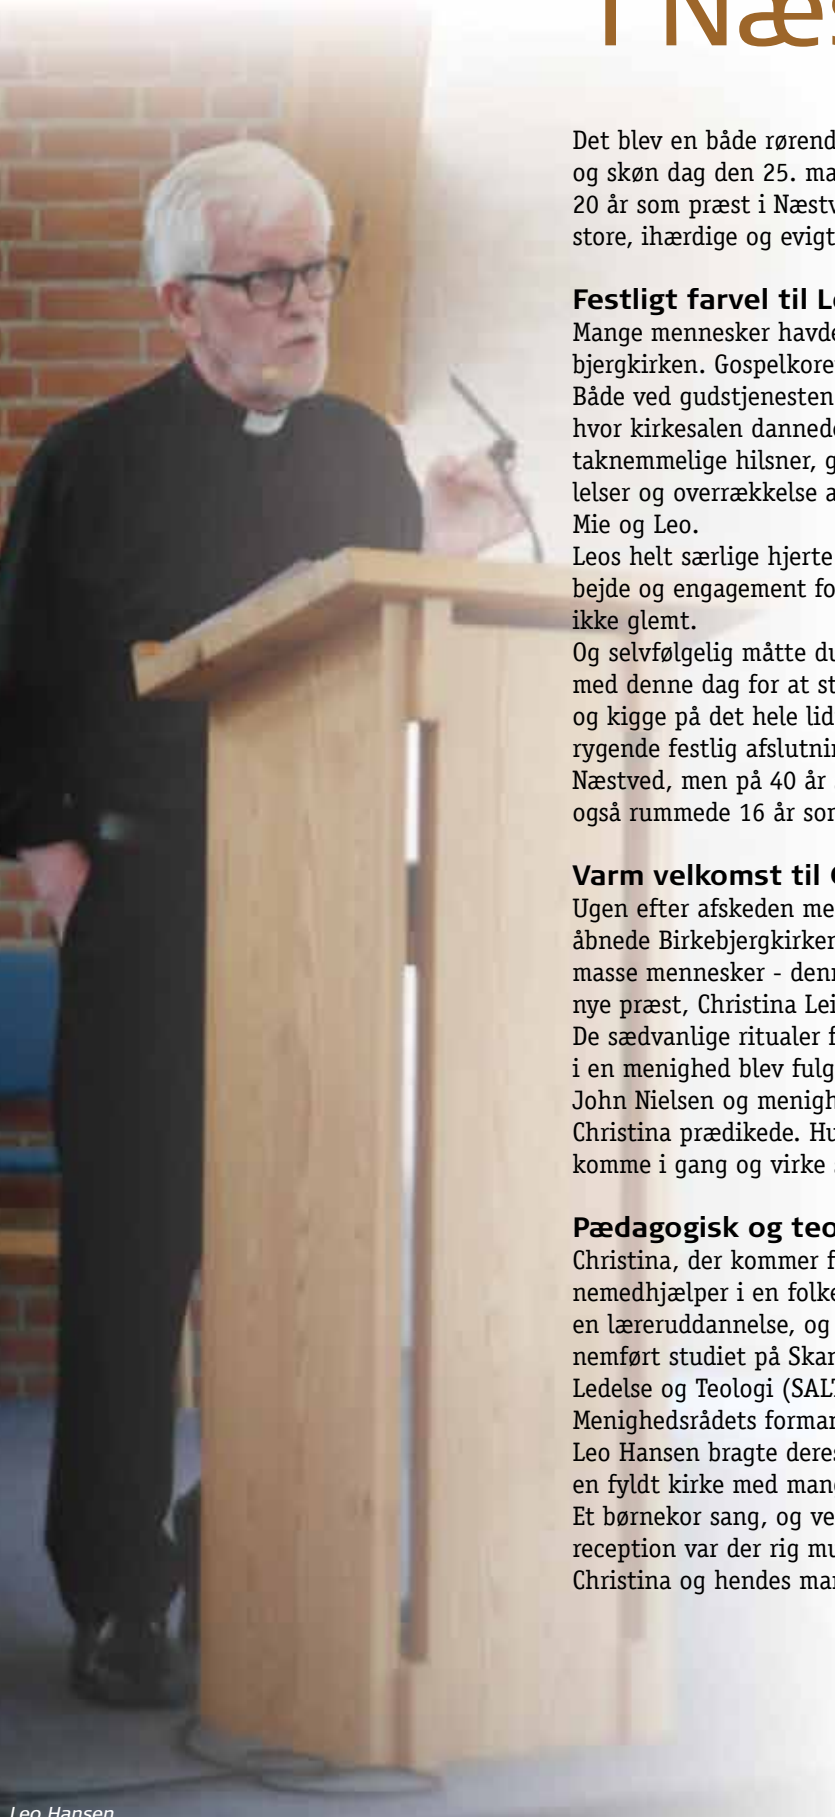 i Næs
Det blev en både rørend
og skøn dag den 25. ma
20 år som præst i Næstv
store, ihærdige og evigt
Festligt farvel til Le
Mange mennesker havde
bjergkirken. Gospelkore
Både ved gudstjenesten
hvor kirkesalen dannede
taknemmelige hilsner, g
lelser og overrækkelse a
Mie og Leo.
Leos helt særlige hjerte
bejde og engagement fo
ikke glemt.
Og selvfølgelig måtte du
med denne dag for at st
og kigge på det hele lid
rygende festlig afslutnin
Næstved, men på 40 år
også rummede 16 år som
Varm velkomst til C
Ugen efter afskeden me
åbnede Birkebjergkirken
masse mennesker - denn
nye præst, Christina Lei
De sædvanlige ritualer f
i en menighed blev fulg
John Nielsen og menigh
Christina prædikede. Hu
komme i gang og virke
Pædagogisk og teo
Christina, der kommer f
nemedhjælper i en folke
en læreruddannelse, og
nemført studiet på Skan
Ledelse og Teologi (SALT
Menighedsrådets forman
Leo Hansen bragte deres
en fyldt kirke med mang
Et børnekor sang, og ve
reception var der rig mu
Christina og hendes man
Leo Hansen